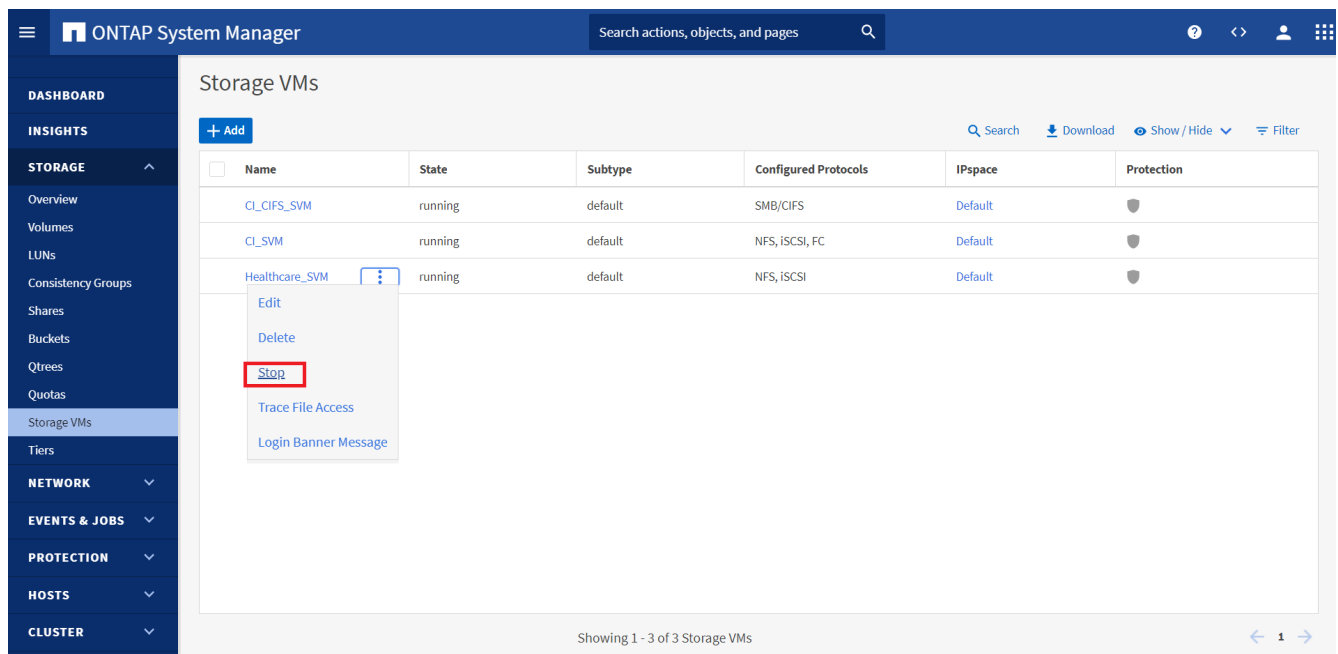 ONTAP System Manager
Search actions, objects, and pages
DASHBOARD
INSIGHTS
STORAGE
Overview
Volumes
LUNs
Consistency Groups
Shares
Buckets
Qtrees
Quotas
Storage VMs
Tiers
NETWORK
EVENTS & JOBS
PROTECTION
HOSTS
CLUSTER
Storage VMs
+ Add
Search Download Show / Hide Filter
Name State Subtype Configured Protocols IPspace Protection
CI_CIFS_SVM running default SMB/CIFS Default
CI_SVM running default NFS, iSCSI, FC Default
Healthcare_SVM running default NFS, iSCSI Default
Edit
Delete
Stop
Trace File Access
Login Banner Message
Showing 1 - 3 of 3 Storage VMs
← 1 →